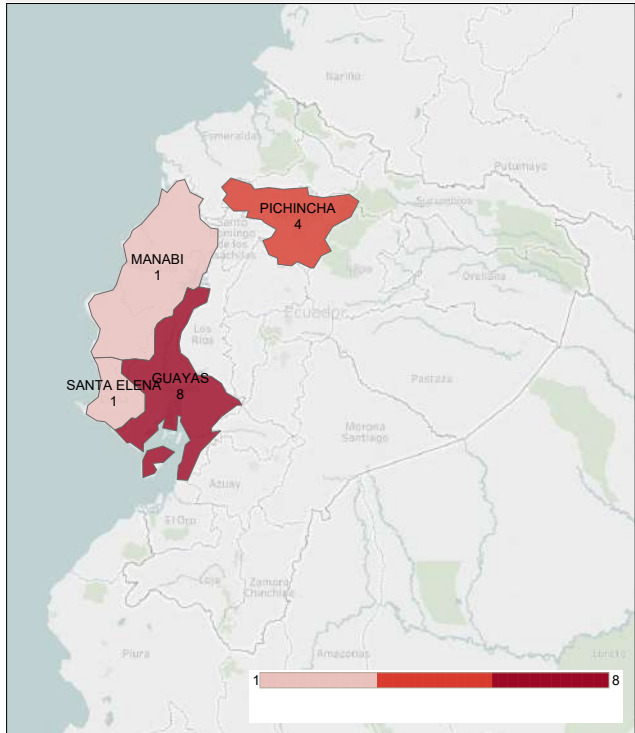 Nariño
Esmeraldas
Putumayo
PICHINCHA
4
Sucumbíos
Santo
Domingo
de los
Tsáchilas
MANABI
1
Napo
Orellana
Ecuador
Los
Ríos
GUAYAS
8
SANTA ELENA
1
Pastaza
Morona
Santiago
Azuay
El Oro
Loja
Zamora
Chinchipe
Piura
Amazonas
Loreto
1
8